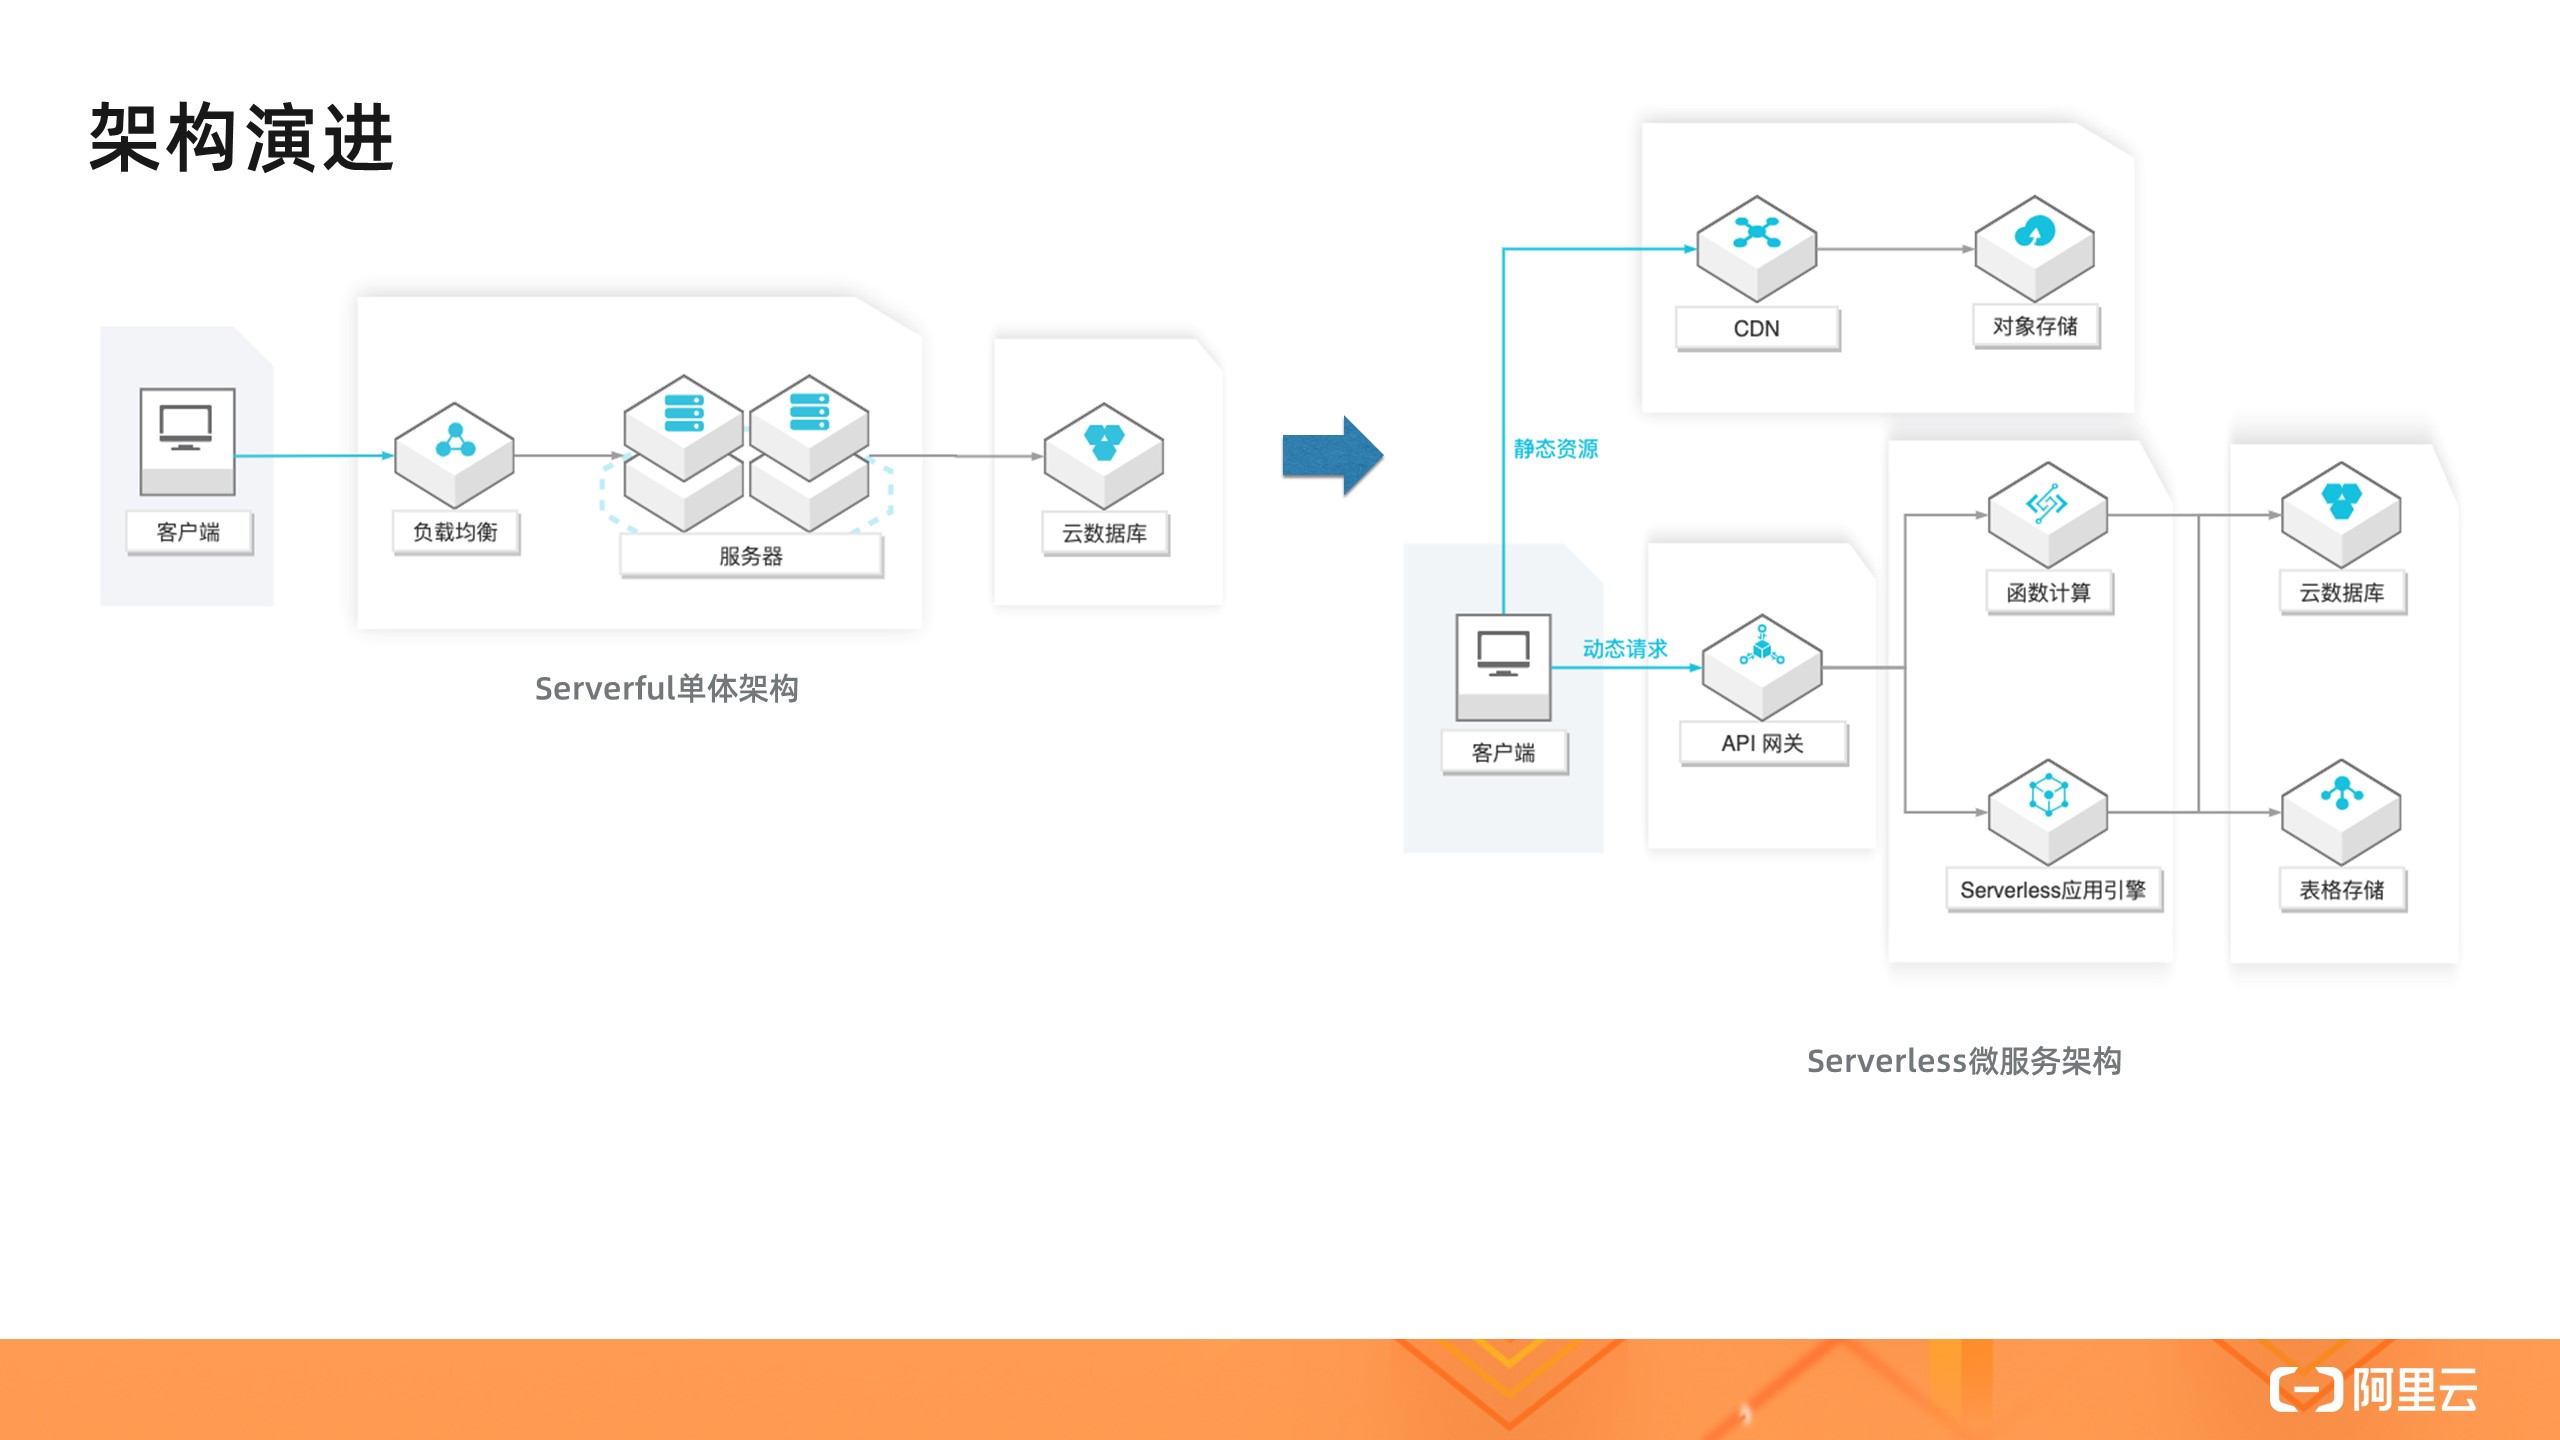 架构演进
客户端
负载均衡
服务器
云数据库
Serverful单体架构
CDN
对象存储
静态资源
动态请求
客户端
API 网关
函数计算
云数据库
Serverless应用引擎
表格存储
Serverless微服务架构
阿里云